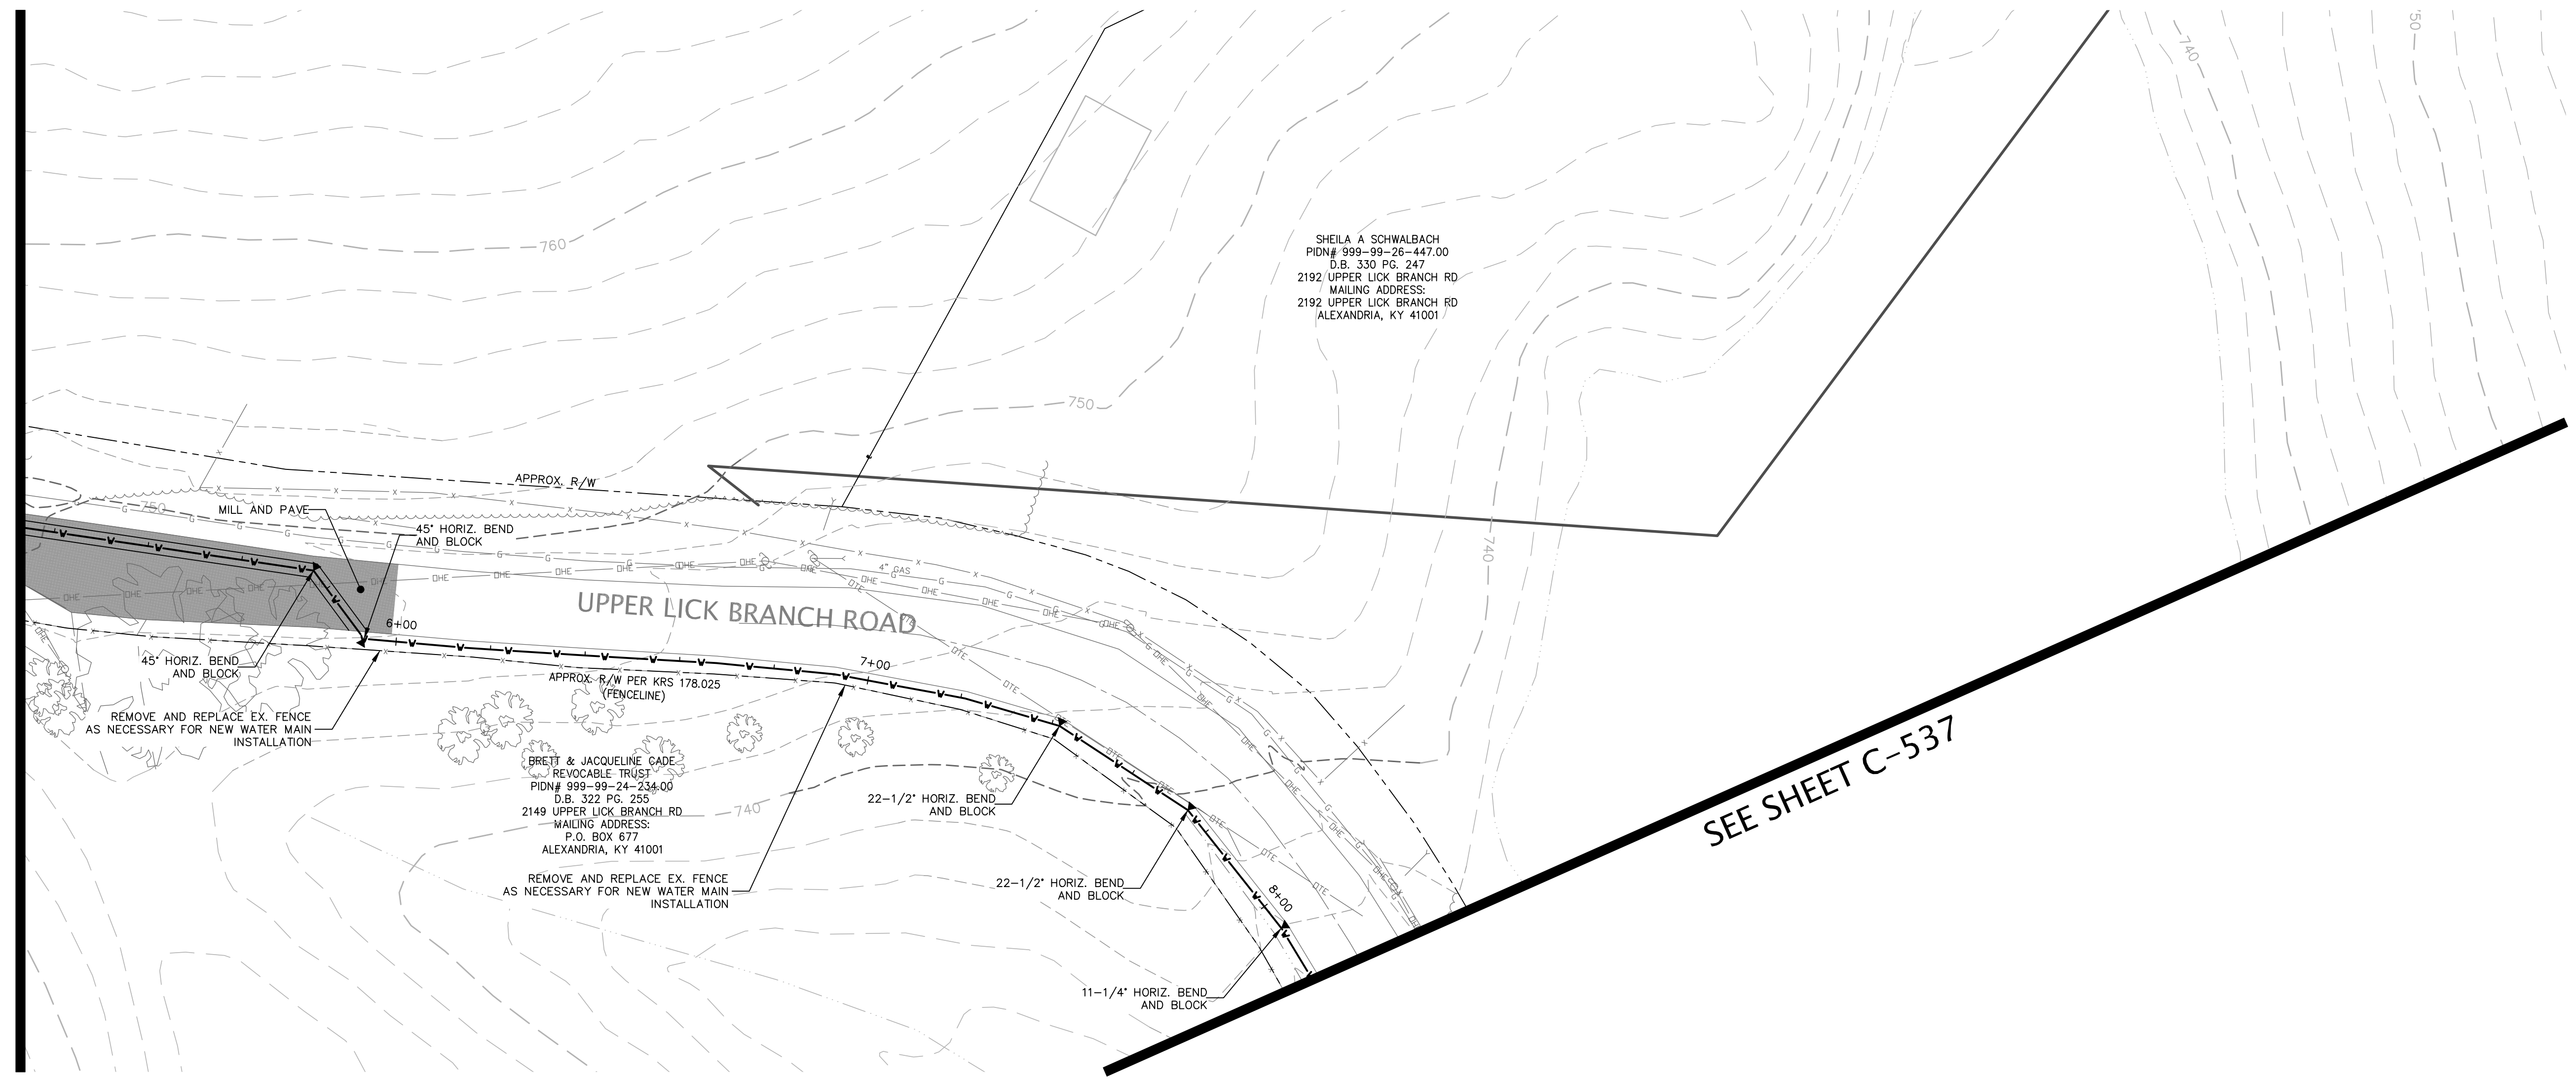 740
50
760
SHEILA A SCHWALBACH
PIDN# 999-99-26-447.00
D.B. 330 PG. 247
2192 UPPER LICK BRANCH RD
MAILING ADDRESS:
2192 UPPER LICK BRANCH RD
ALEXANDRIA, KY 41001
750
APPROX. R/W
750
MILL AND PAVE
45° HORIZ. BEND
AND BLOCK
740
4" GAS
UPPER LICK BRANCH ROAD
6+00
7+00
45° HORIZ. BEND
AND BLOCK
APPROX. R/W PER KRS 178.025
(FENCELINE)
REMOVE AND REPLACE EX. FENCE
AS NECESSARY FOR NEW WATER MAIN
INSTALLATION
BRETT & JACQUELINE CADE
REVOCABLE TRUST
PIDN# 999-99-24-234.00
D.B. 322 PG. 255
2149 UPPER LICK BRANCH RD
MAILING ADDRESS:
P.O. BOX 677
ALEXANDRIA, KY 41001
740
22-1/2° HORIZ. BEND
AND BLOCK
SEE SHEET C-537
REMOVE AND REPLACE EX. FENCE
AS NECESSARY FOR NEW WATER MAIN
INSTALLATION
22-1/2° HORIZ. BEND
AND BLOCK
8+00
11-1/4° HORIZ. BEND
AND BLOCK